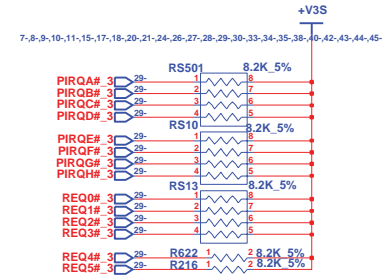 +V3S
7-,8-,9-,10-,11-,15-,17-,18-,20-,21-,24-,26-,27-,28-,29-,30-,33-,34-,35-,38-,40-,42-,43-,44-,45-
RS501 8.2K_5%
PIRQA#_3 29- 1 8
PIRQB#_3 29- 2 7
PIRQC#_3 29- 3 6
PIRQD#_3 29- 4 5
RS10 8.2K_5%
PIRQE#_3 29- 1 8
PIRQF#_3 29- 2 7
PIRQG#_3 29- 3 6
PIRQH#_3 29- 4 5
RS13 8.2K_5%
REQ0#_3 29- 1 8
REQ1#_3 29- 2 7
REQ2#_3 29- 3 6
REQ3#_3 29- 4 5
REQ4#_3 29- R622 1 2 8.2K_5%
REQ5#_3 29- R216 1 2 8.2K_5%